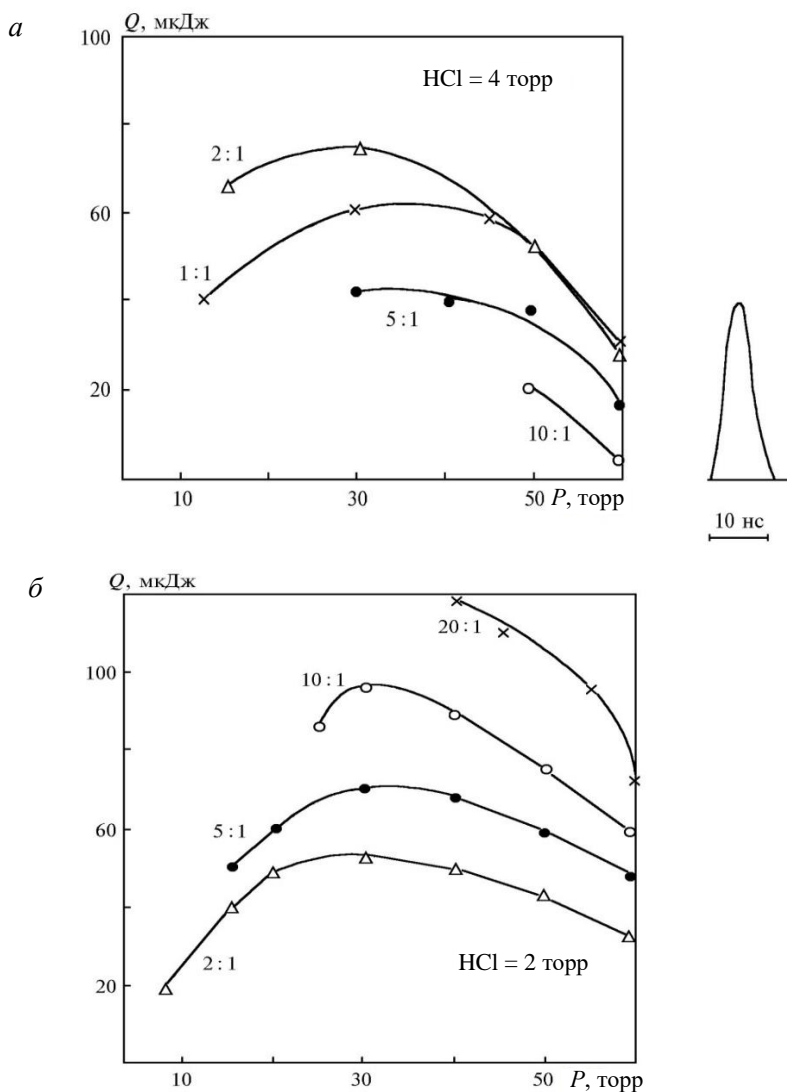 а
Q, мкДж
100
HCl = 4 торр
2 : 1
60
1 : 1
5 : 1
20
10 : 1
10 30 50 P, торр
10 нс
б
Q, мкДж
20 : 1
100
10 : 1
60
5 : 1
2 : 1
HCl = 2 торр
20
10 30 50 P, торр